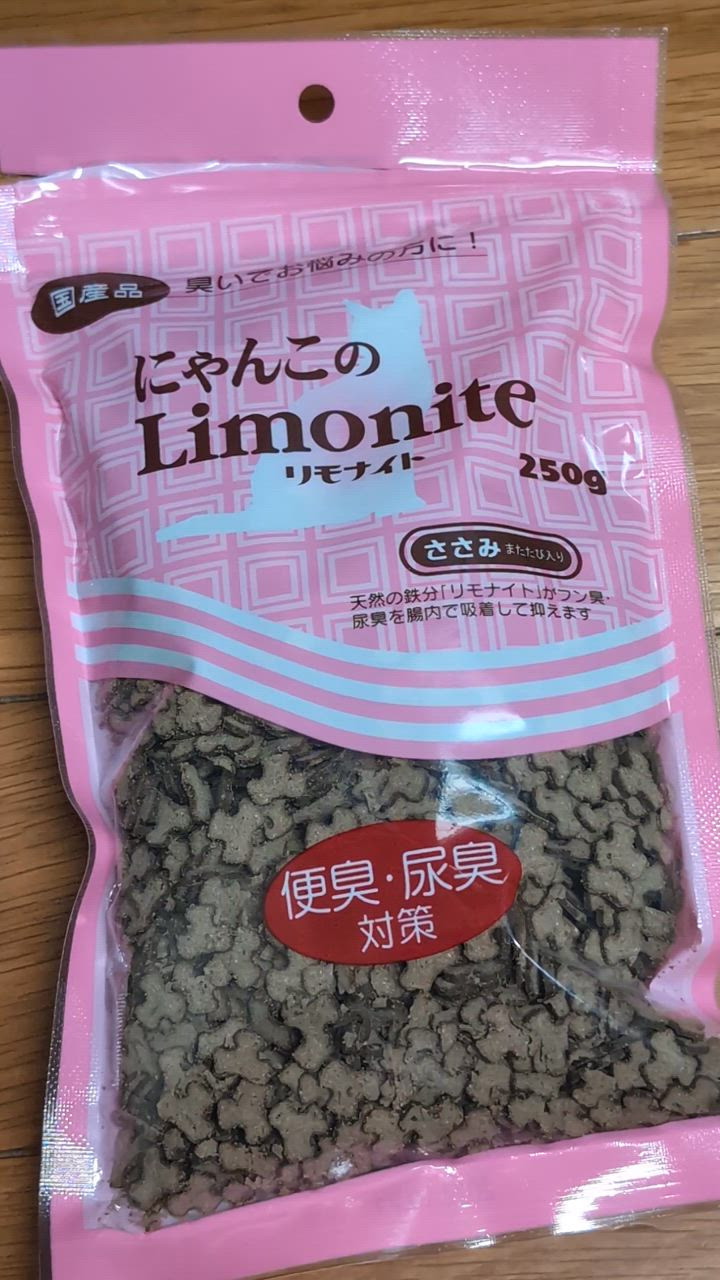 国産品
臭いでお悩みの方に！
にゃんこの
Limonite
リモナイト
250g
ささみ またたび入り
天然の鉄分「リモナイト」がフン臭・
尿臭を腸内で吸着して抑えます
便臭・尿臭
対策